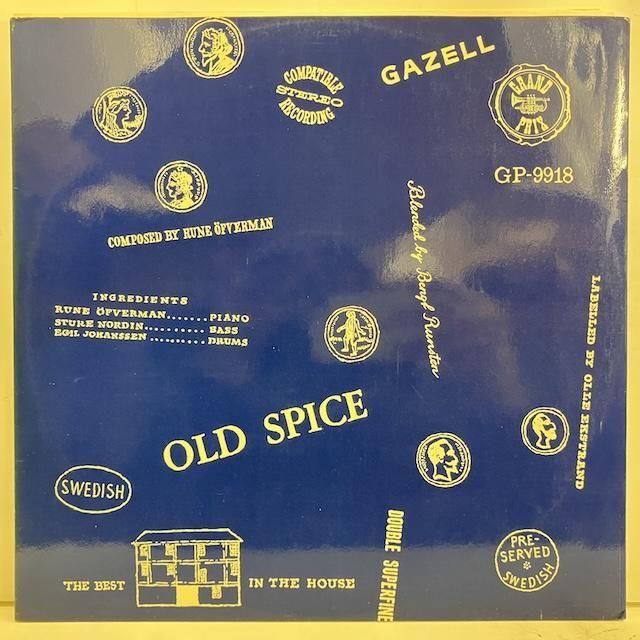 COMPATIBLE
STEREO
RECORDING
GAZELL
GRAND
PRIX
GP-9918
COMPOSED BY RUNE ÖFVERMAN
Blended by Bengt Runsten
INGREDIENTS
RUNE ÖFVERMAN.......PIANO
STURE NORDIN..........BASS
EGIL JOHANSSEN..........DRUMS
LABELLED BY OLLE EKSTRAND
OLD SPICE
SWEDISH
DOUBLE SUPERFINE
PRE-
SERVED
SWEDISH
THE BEST IN THE HOUSE